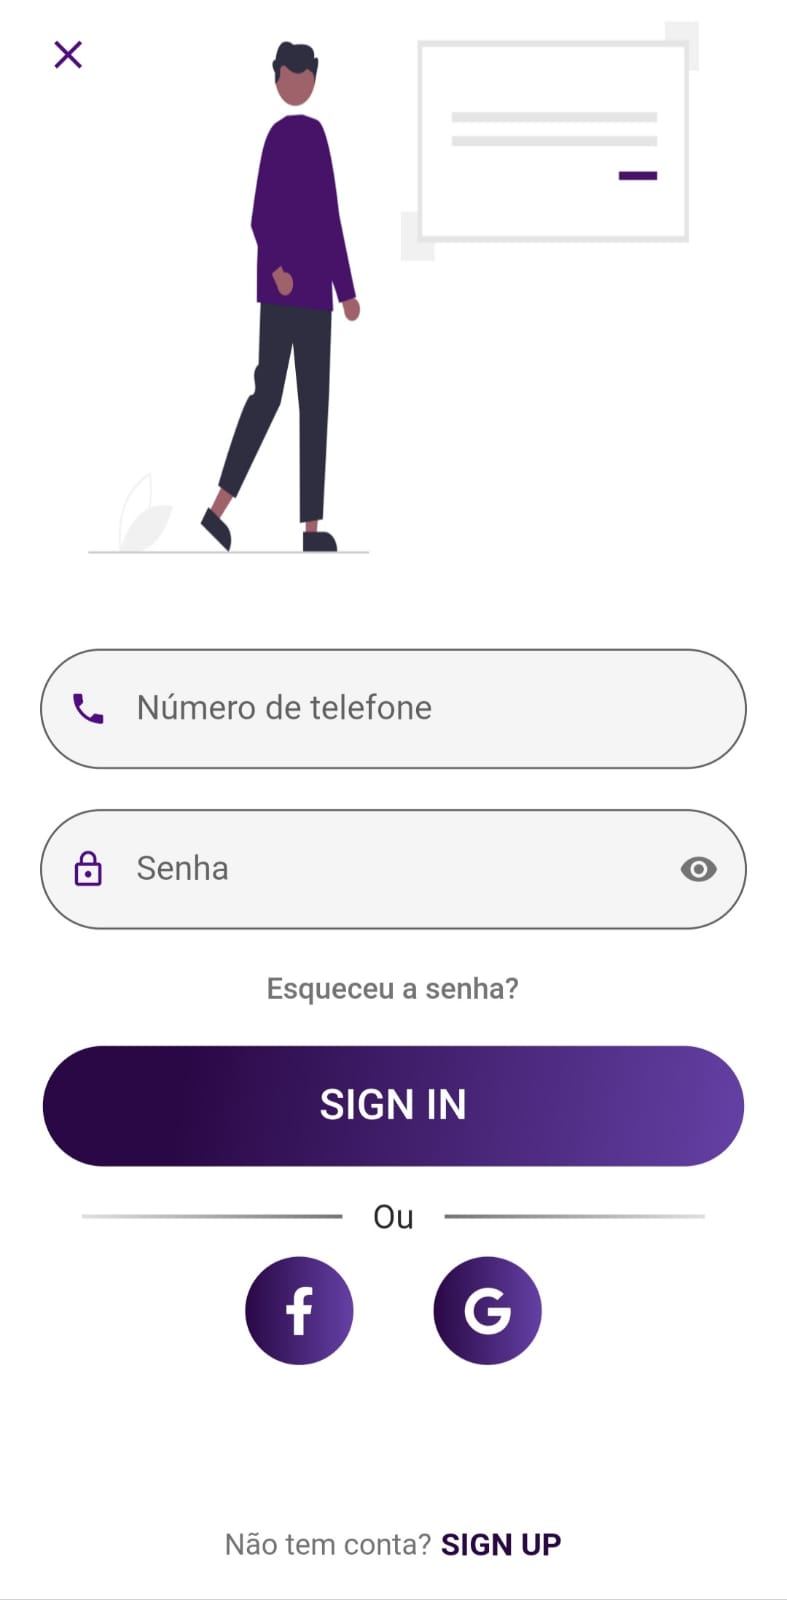 Número de telefone
Senha
Esqueceu a senha?
SIGN IN
Ou
f G
Não tem conta? SIGN UP